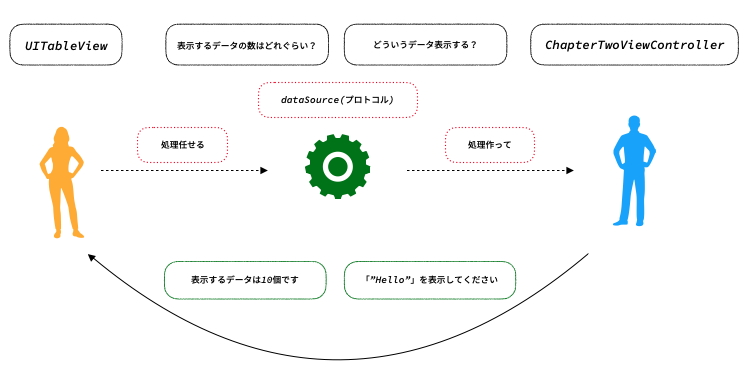 UITableView
表示するデータの数はどれぐらい？
どういうデータ表示する？
ChapterTwoViewController
dataSource(プロトコル)
処理任せる
処理作って
表示するデータは10個です
「”Hello”」を表示してください